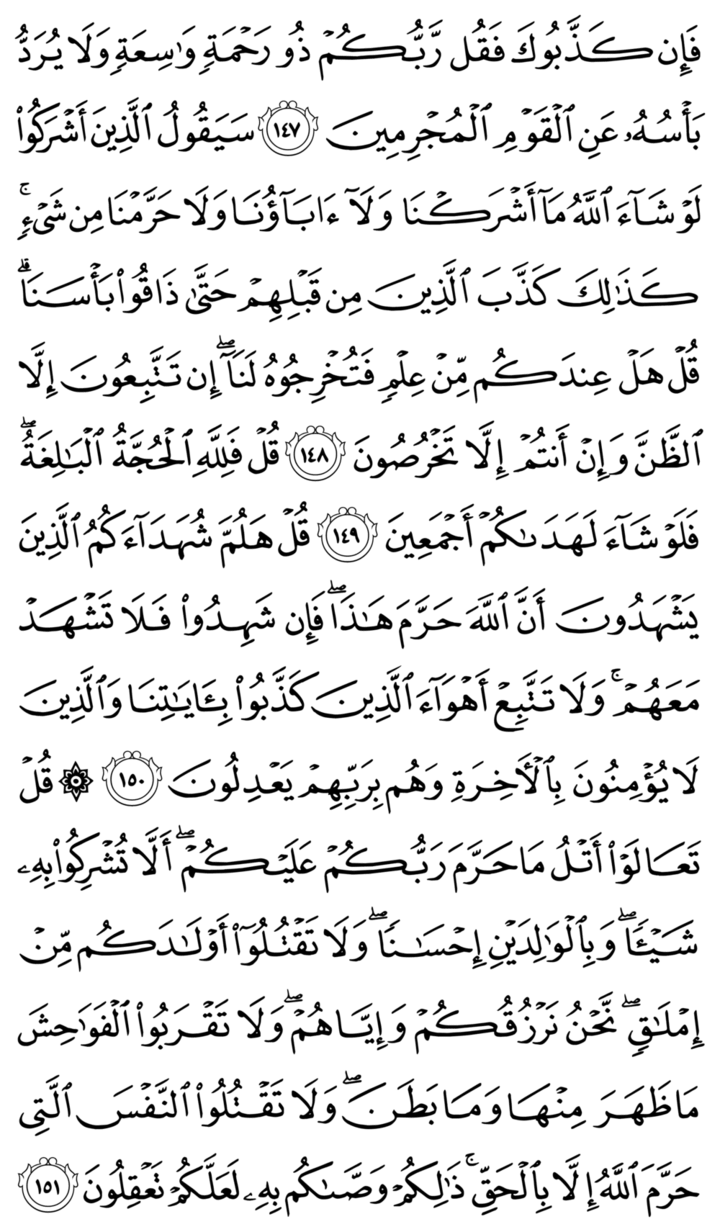 فَإِن كَذَّبُوكَ فَقُل رَّبُّكُمْ ذُو رَحْمَةٍ وَٰسِعَةٍ وَلَا يُرَدُّ
بَأْسُهُۥ عَنِ ٱلْقَوْمِ ٱلْمُجْرِمِينَ ١٤٧ سَيَقُولُ ٱلَّذِينَ أَشْرَكُوا۟
لَوْ شَآءَ ٱللَّهُ مَآ أَشْرَكْنَا وَلَآ ءَابَآؤُنَا وَلَا حَرَّمْنَا مِن شَىْءٍ ۚ
كَذَٰلِكَ كَذَّبَ ٱلَّذِينَ مِن قَبْلِهِمْ حَتَّىٰ ذَاقُوا۟ بَأْسَنَا ۗ
قُلْ هَلْ عِندَكُم مِّنْ عِلْمٍ فَتُخْرِجُوهُ لَنَآ ۖ إِن تَتَّبِعُونَ إِلَّا
ٱلظَّنَّ وَإِنْ أَنتُمْ إِلَّا تَخْرُصُونَ ١٤٨ قُلْ فَلِلَّهِ ٱلْحُجَّةُ ٱلْبَٰلِغَةُ ۖ
فَلَوْ شَآءَ لَهَدَىٰكُمْ أَجْمَعِينَ ١٤٩ قُلْ هَلُمَّ شُهَدَآءَكُمُ ٱلَّذِينَ
يَشْهَدُونَ أَنَّ ٱللَّهَ حَرَّمَ هَٰذَا ۖ فَإِن شَهِدُوا۟ فَلَا تَشْهَدْ
مَعَهُمْ ۚ وَلَا تَتَّبِعْ أَهْوَآءَ ٱلَّذِينَ كَذَّبُوا۟ بِـَٔايَٰتِنَا وَٱلَّذِينَ
لَا يُؤْمِنُونَ بِٱلْـَٔاخِرَةِ وَهُم بِرَبِّهِمْ يَعْدِلُونَ ١٥٠ ۞ قُلْ
تَعَالَوْا۟ أَتْلُ مَا حَرَّمَ رَبُّكُمْ عَلَيْكُمْ ۖ أَلَّا تُشْرِكُوا۟ بِهِۦ
شَيْـًٔا ۖ وَبِٱلْوَٰلِدَيْنِ إِحْسَٰنًا ۖ وَلَا تَقْتُلُوٓا۟ أَوْلَٰدَكُم مِّنْ
إِمْلَٰقٍ ۖ نَّحْنُ نَرْزُقُكُمْ وَإِيَّاهُمْ ۖ وَلَا تَقْرَبُوا۟ ٱلْفَوَٰحِشَ
مَا ظَهَرَ مِنْهَا وَمَا بَطَنَ ۖ وَلَا تَقْتُلُوا۟ ٱلنَّفْسَ ٱلَّتِى
حَرَّمَ ٱللَّهُ إِلَّا بِٱلْحَقِّ ۚ ذَٰلِكُمْ وَصَّىٰكُم بِهِۦ لَعَلَّكُمْ تَعْقِلُونَ ١٥١